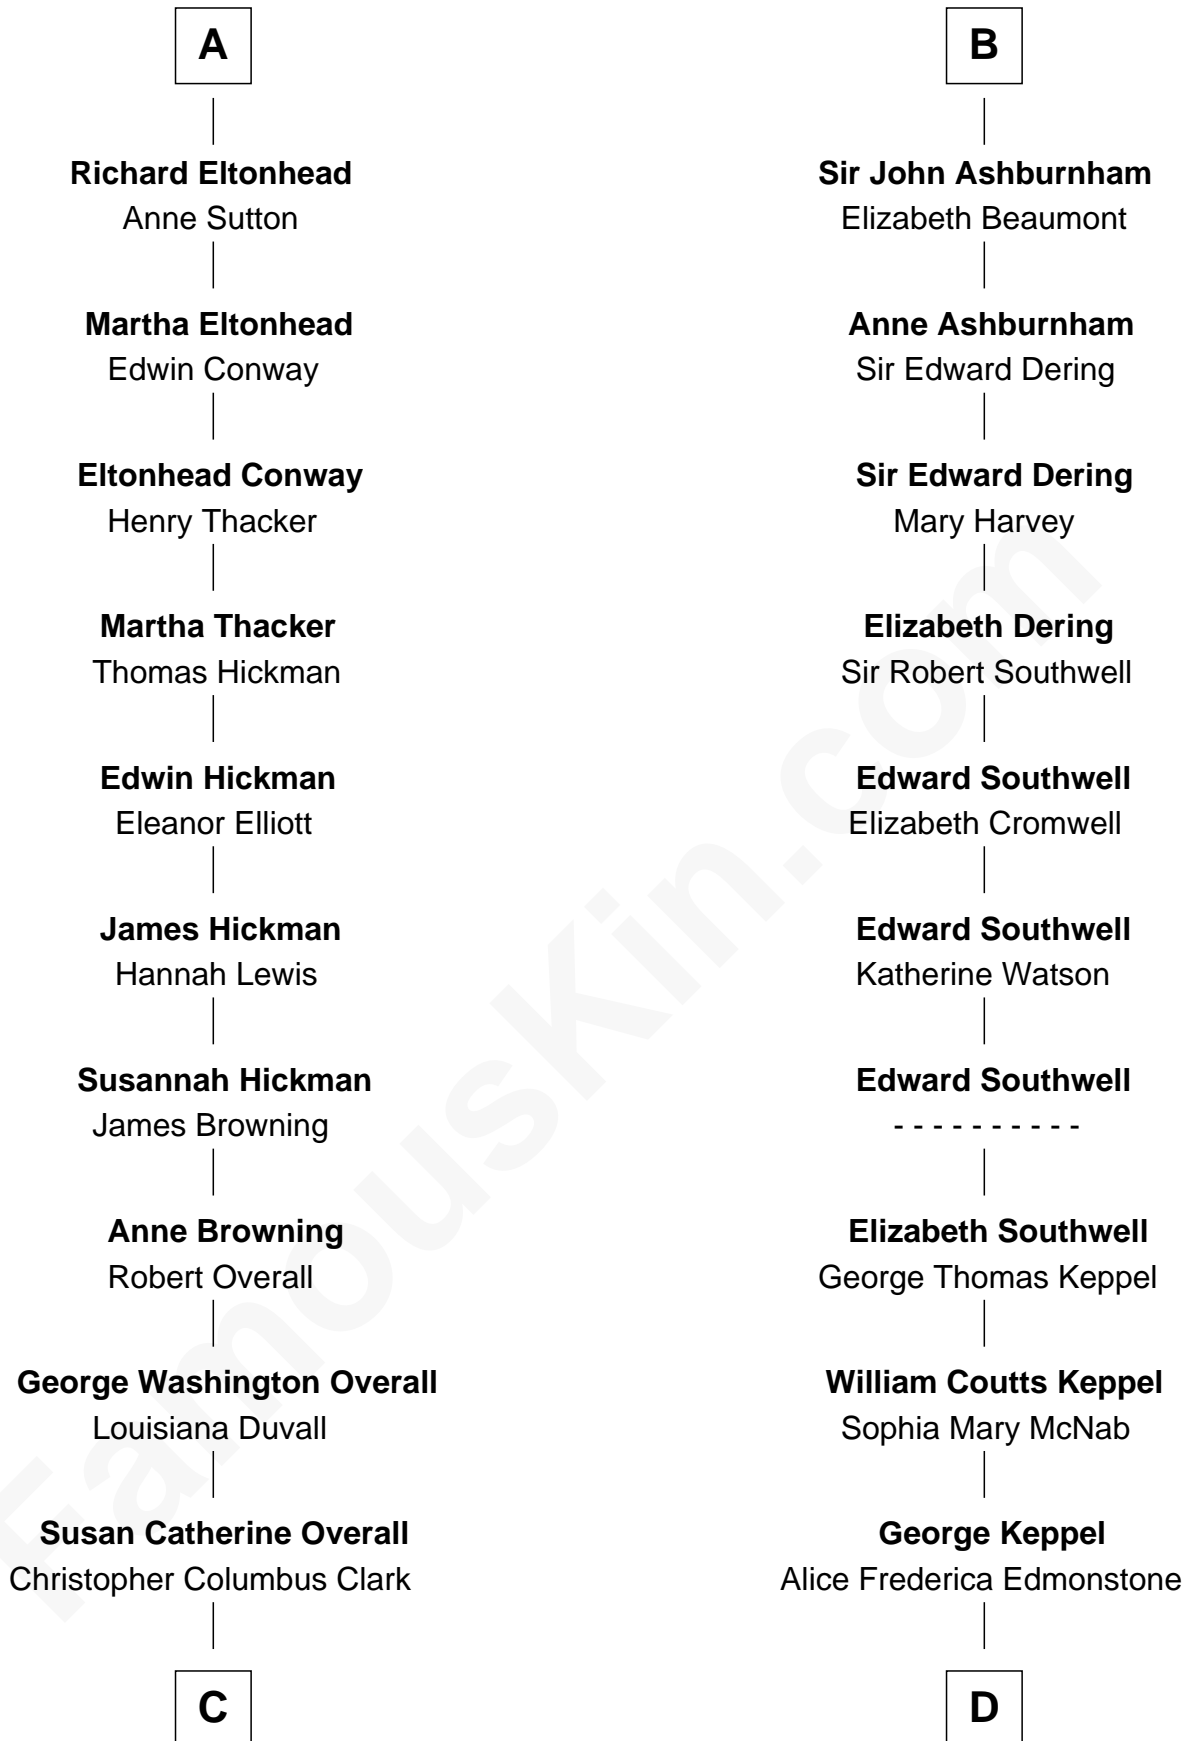 A
Richard Eltonhead
Anne Sutton
Martha Eltonhead
Edwin Conway
Eltonhead Conway
Henry Thacker
Martha Thacker
Thomas Hickman
Edwin Hickman
Eleanor Elliott
James Hickman
Hannah Lewis
Susannah Hickman
James Browning
Anne Browning
Robert Overall
George Washington Overall
Louisiana Duvall
Susan Catherine Overall
Christopher Columbus Clark
C
B
Sir John Ashburnham
Elizabeth Beaumont
Anne Ashburnham
Sir Edward Dering
Sir Edward Dering
Mary Harvey
Elizabeth Dering
Sir Robert Southwell
Edward Southwell
Elizabeth Cromwell
Edward Southwell
Katherine Watson
Edward Southwell
- - - - - - - - - -
Elizabeth Southwell
George Thomas Keppel
William Coutts Keppel
Sophia Mary McNab
George Keppel
Alice Frederica Edmonstone
D
FamousKin.com